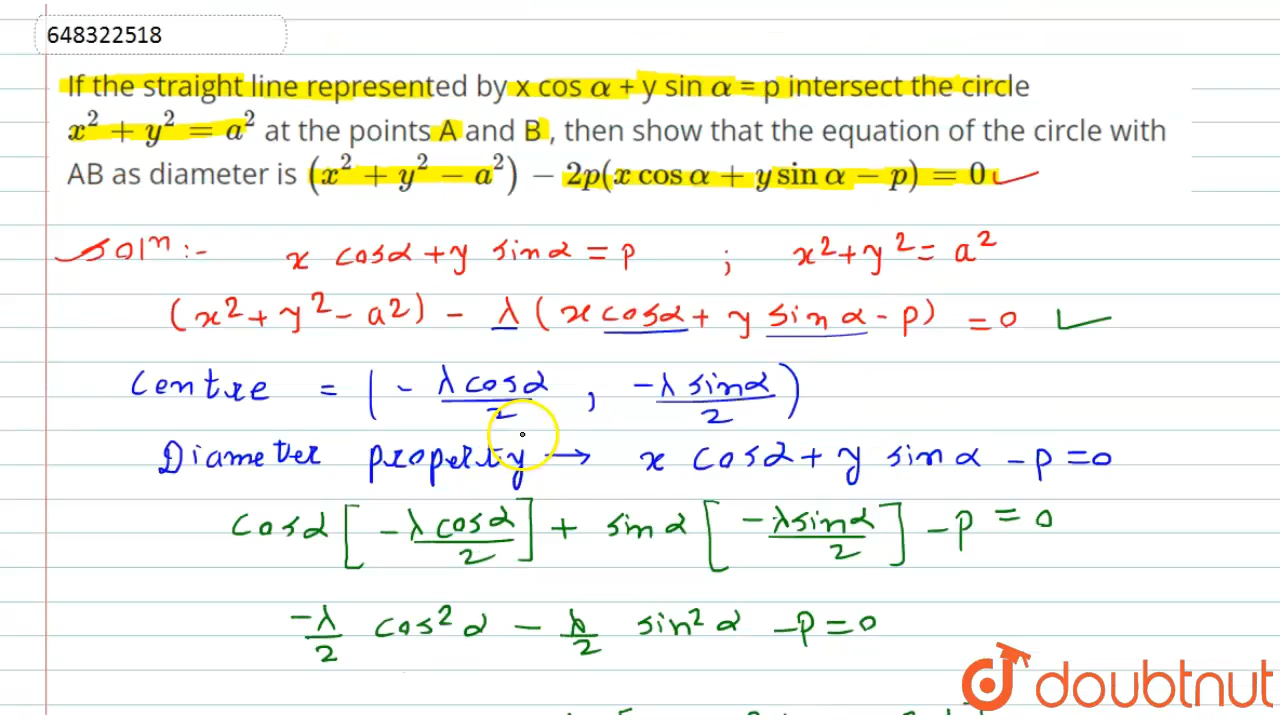 648322518
If the straight line represented by x cos α + y sin α = p intersect the circle
x² + y² = a² at the points A and B , then show that the equation of the circle with
AB as diameter is (x² + y² − a²) − 2p(x cos α + y sin α − p) = 0
Solⁿ :- x cosα + y sinα = p ; x² + y² = a²
(x² + y² - a²) - λ (x cosα + y sinα - p) = 0
Centre = (- λ cosα/2 , -λ sinα/2)
Diameter property → x cosα + y sinα - p = 0
cosα [-λ cosα/2] + sinα [-λ sinα/2] - p = 0
-λ/2 cos²α - λ/2 sin²α - p = 0
doubtnut